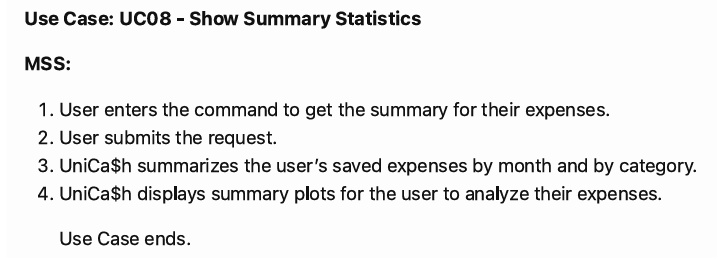 Use Case: UC08 - Show Summary Statistics
MSS:
1. User enters the command to get the summary for their expenses.
2. User submits the request.
3. UniCa$h summarizes the user's saved expenses by month and by category.
4. UniCa$h displays summary plots for the user to analyze their expenses.
Use Case ends.